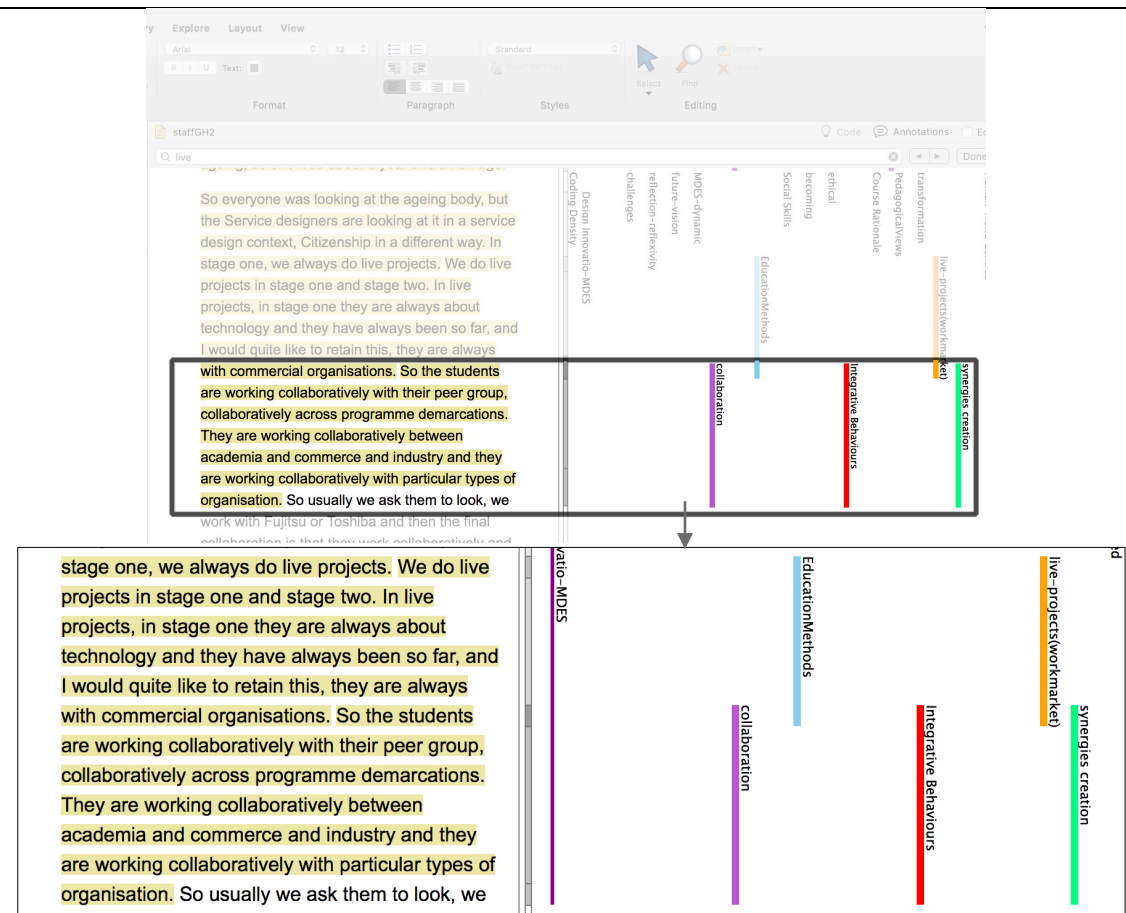 ry Explore Layout View
Arial 12 Standard
B I U Text: Select Find
Format Paragraph Styles Editing
staffGH2 Code Annotations
live Done
So everyone was looking at the ageing body, but
the Service designers are looking at it in a service
design context, Citizenship in a different way. In
stage one, we always do live projects. We do live
projects in stage one and stage two. In live
projects, in stage one they are always about
technology and they have always been so far, and
I would quite like to retain this, they are always
with commercial organisations. So the students
are working collaboratively with their peer group,
collaboratively across programme demarcations.
They are working collaboratively between
academia and commerce and industry and they
are working collaboratively with particular types of
organisation. So usually we ask them to look, we
work with Fujitsu or Toshiba and then the final
collaboration is that they work collaboratively and
Coding Density
Design Innovatio-MDES
challenges
reflection-reflexivity
future-vision
MDES-dynamic
EducationMethods
Social Skills
becoming
ethical
Course Rationale
PedagogicalViews
transformation
live-projects(workmarket)
collaboration
Integrative Behaviours
synergies creation
stage one, we always do live projects. We do live
projects in stage one and stage two. In live
projects, in stage one they are always about
technology and they have always been so far, and
I would quite like to retain this, they are always
with commercial organisations. So the students
are working collaboratively with their peer group,
collaboratively across programme demarcations.
They are working collaboratively between
academia and commerce and industry and they
are working collaboratively with particular types of
organisation. So usually we ask them to look, we
vatio-MDES
EducationMethods
live-projects(workmarket)
ed
collaboration
Integrative Behaviours
synergies creation